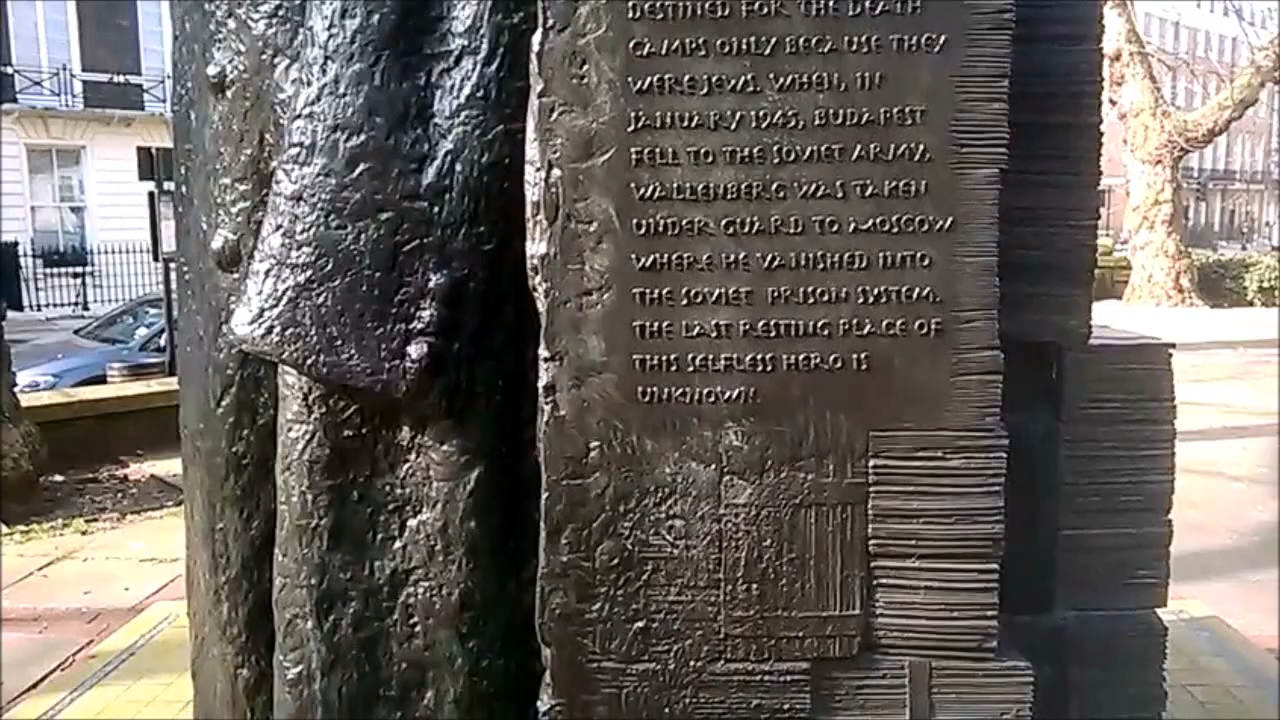 DESTINED FOR THE DEATH
CAMPS ONLY BECAUSE THEY
WERE JEWS. WHEN, IN
JANUARY 1945, BUDAPEST
FELL TO THE SOVIET ARMY,
WALLENBERG WAS TAKEN
UNDER GUARD TO MOSCOW
WHERE HE VANISHED INTO
THE SOVIET PRISON SYSTEM.
THE LAST RESTING PLACE OF
THIS SELFLESS HERO IS
UNKNOWN.